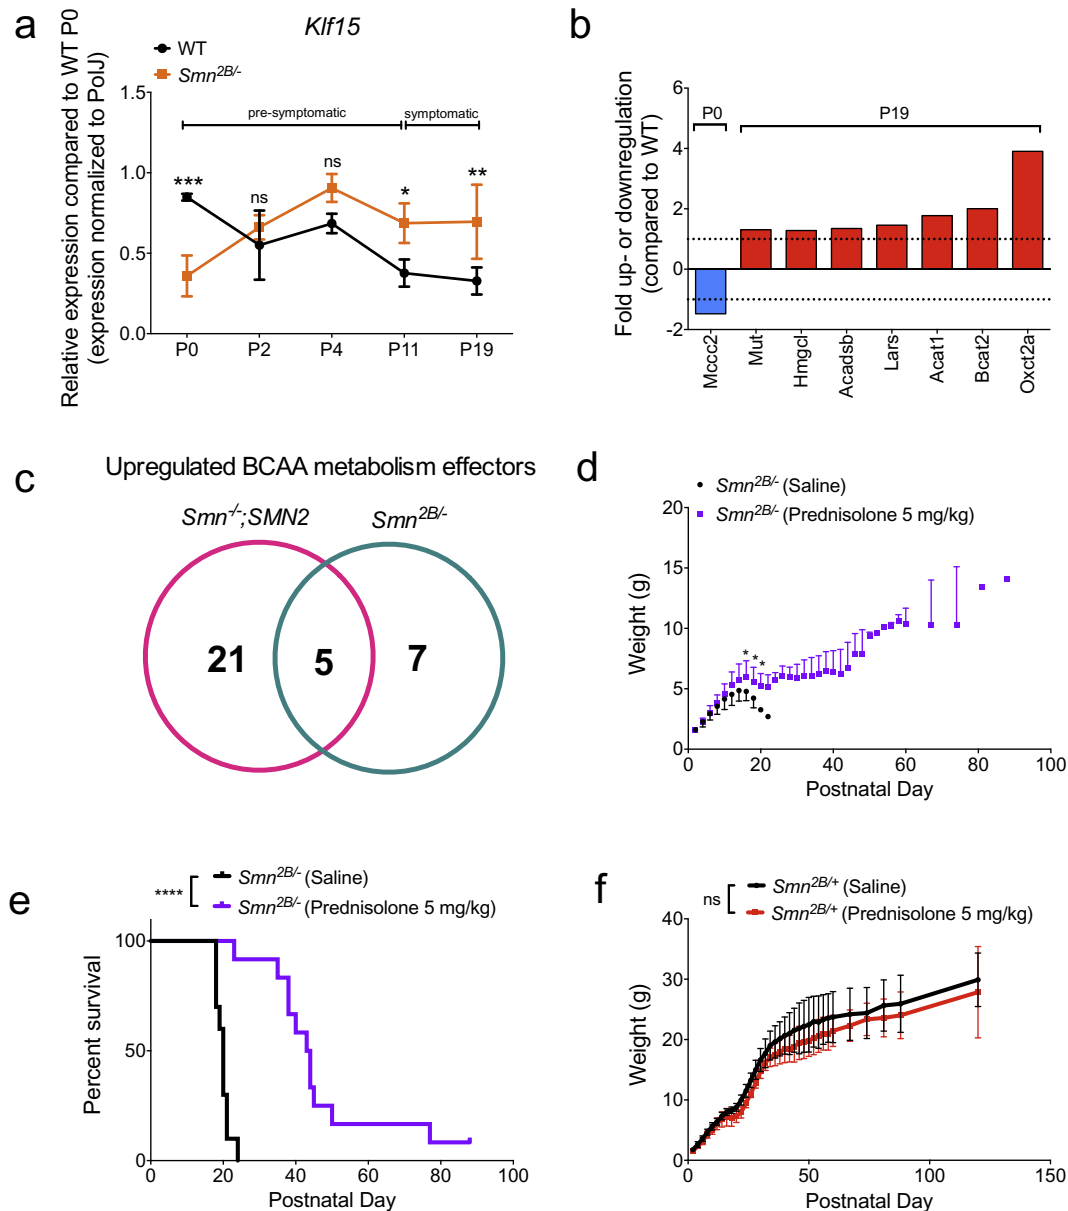 a
Klf15
WT
Smn2B/-
Relative expression compared to WT P0
(expression normalized to PolJ)
1.5
1.0
0.5
0.0
pre-symptomatic
symptomatic
***
ns
ns
*
**
P0
P2
P4
P11
P19
b
Fold up- or downregulation
(compared to WT)
6
4
2
0
-2
P0
P19
Mccc2
Mut
Hmgcl
Acadsb
Lars
Acat1
Bcat2
Oxct2a
c
Upregulated BCAA metabolism effectors
Smn-/-;SMN2
Smn2B/-
21
5
7
d
Smn2B/- (Saline)
Smn2B/- (Prednisolone 5 mg/kg)
Weight (g)
20
15
10
5
0
*
*
*
0
20
40
60
80
100
Postnatal Day
e
****
Smn2B/- (Saline)
Smn2B/- (Prednisolone 5 mg/kg)
Percent survival
100
50
0
0
20
40
60
80
100
Postnatal Day
f
ns
Smn2B/+ (Saline)
Smn2B/+ (Prednisolone 5 mg/kg)
Weight (g)
40
30
20
10
0
0
50
100
150
Postnatal Day